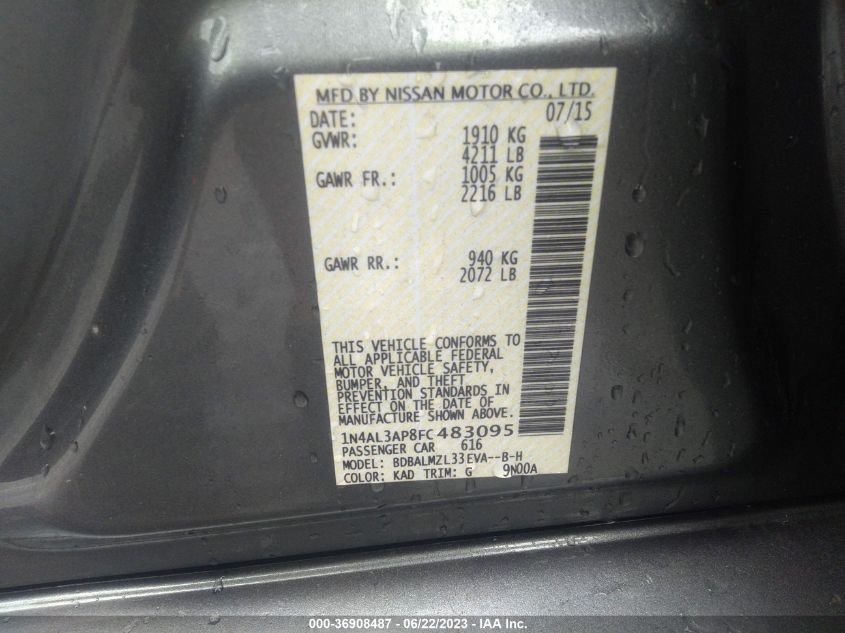 MFD BY NISSAN MOTOR CO., LTD.
DATE: 07/15
GVWR: 1910 KG
4211 LB
GAWR FR.: 1005 KG
2216 LB
GAWR RR.: 940 KG
2072 LB
THIS VEHICLE CONFORMS TO
ALL APPLICABLE FEDERAL
MOTOR VEHICLE SAFETY,
BUMPER, AND THEFT
PREVENTION STANDARDS IN
EFFECT ON THE DATE OF
MANUFACTURE SHOWN ABOVE.
1N4AL3AP8FC483095
PASSENGER CAR 616
MODEL: BDBALMZL33EVA--B-H
COLOR: KAD TRIM: G 9N00A
000-36908487 - 06/22/2023 - IAA Inc.